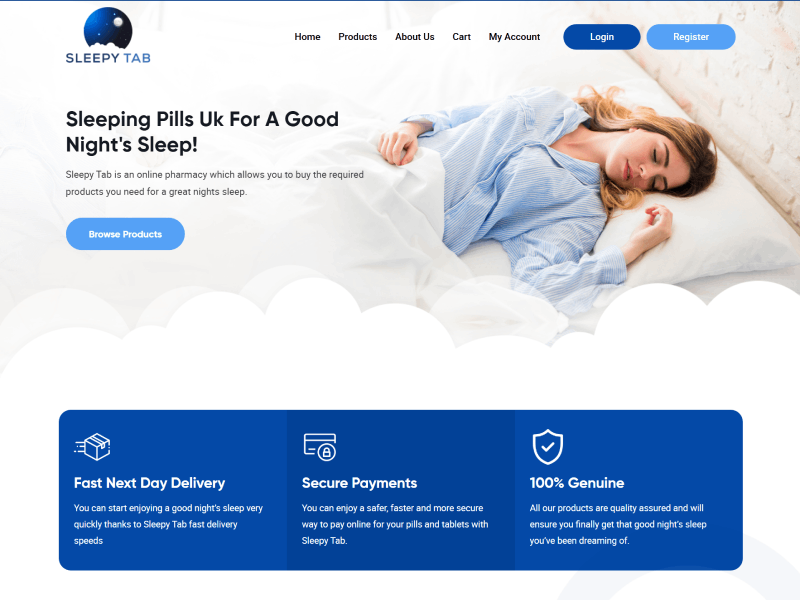 SLEEPY TAB
Home Products About Us Cart My Account Login Register
Sleeping Pills Uk For A Good
Night's Sleep!
Sleepy Tab is an online pharmacy which allows you to buy the required
products you need for a great nights sleep.
Browse Products
Fast Next Day Delivery
You can start enjoying a good night's sleep very
quickly thanks to Sleepy Tab fast delivery
speeds
Secure Payments
You can enjoy a safer, faster and more secure
way to pay online for your pills and tablets with
Sleepy Tab.
100% Genuine
All our products are quality assured and will
ensure you finally get that good night's sleep
you've been dreaming of.